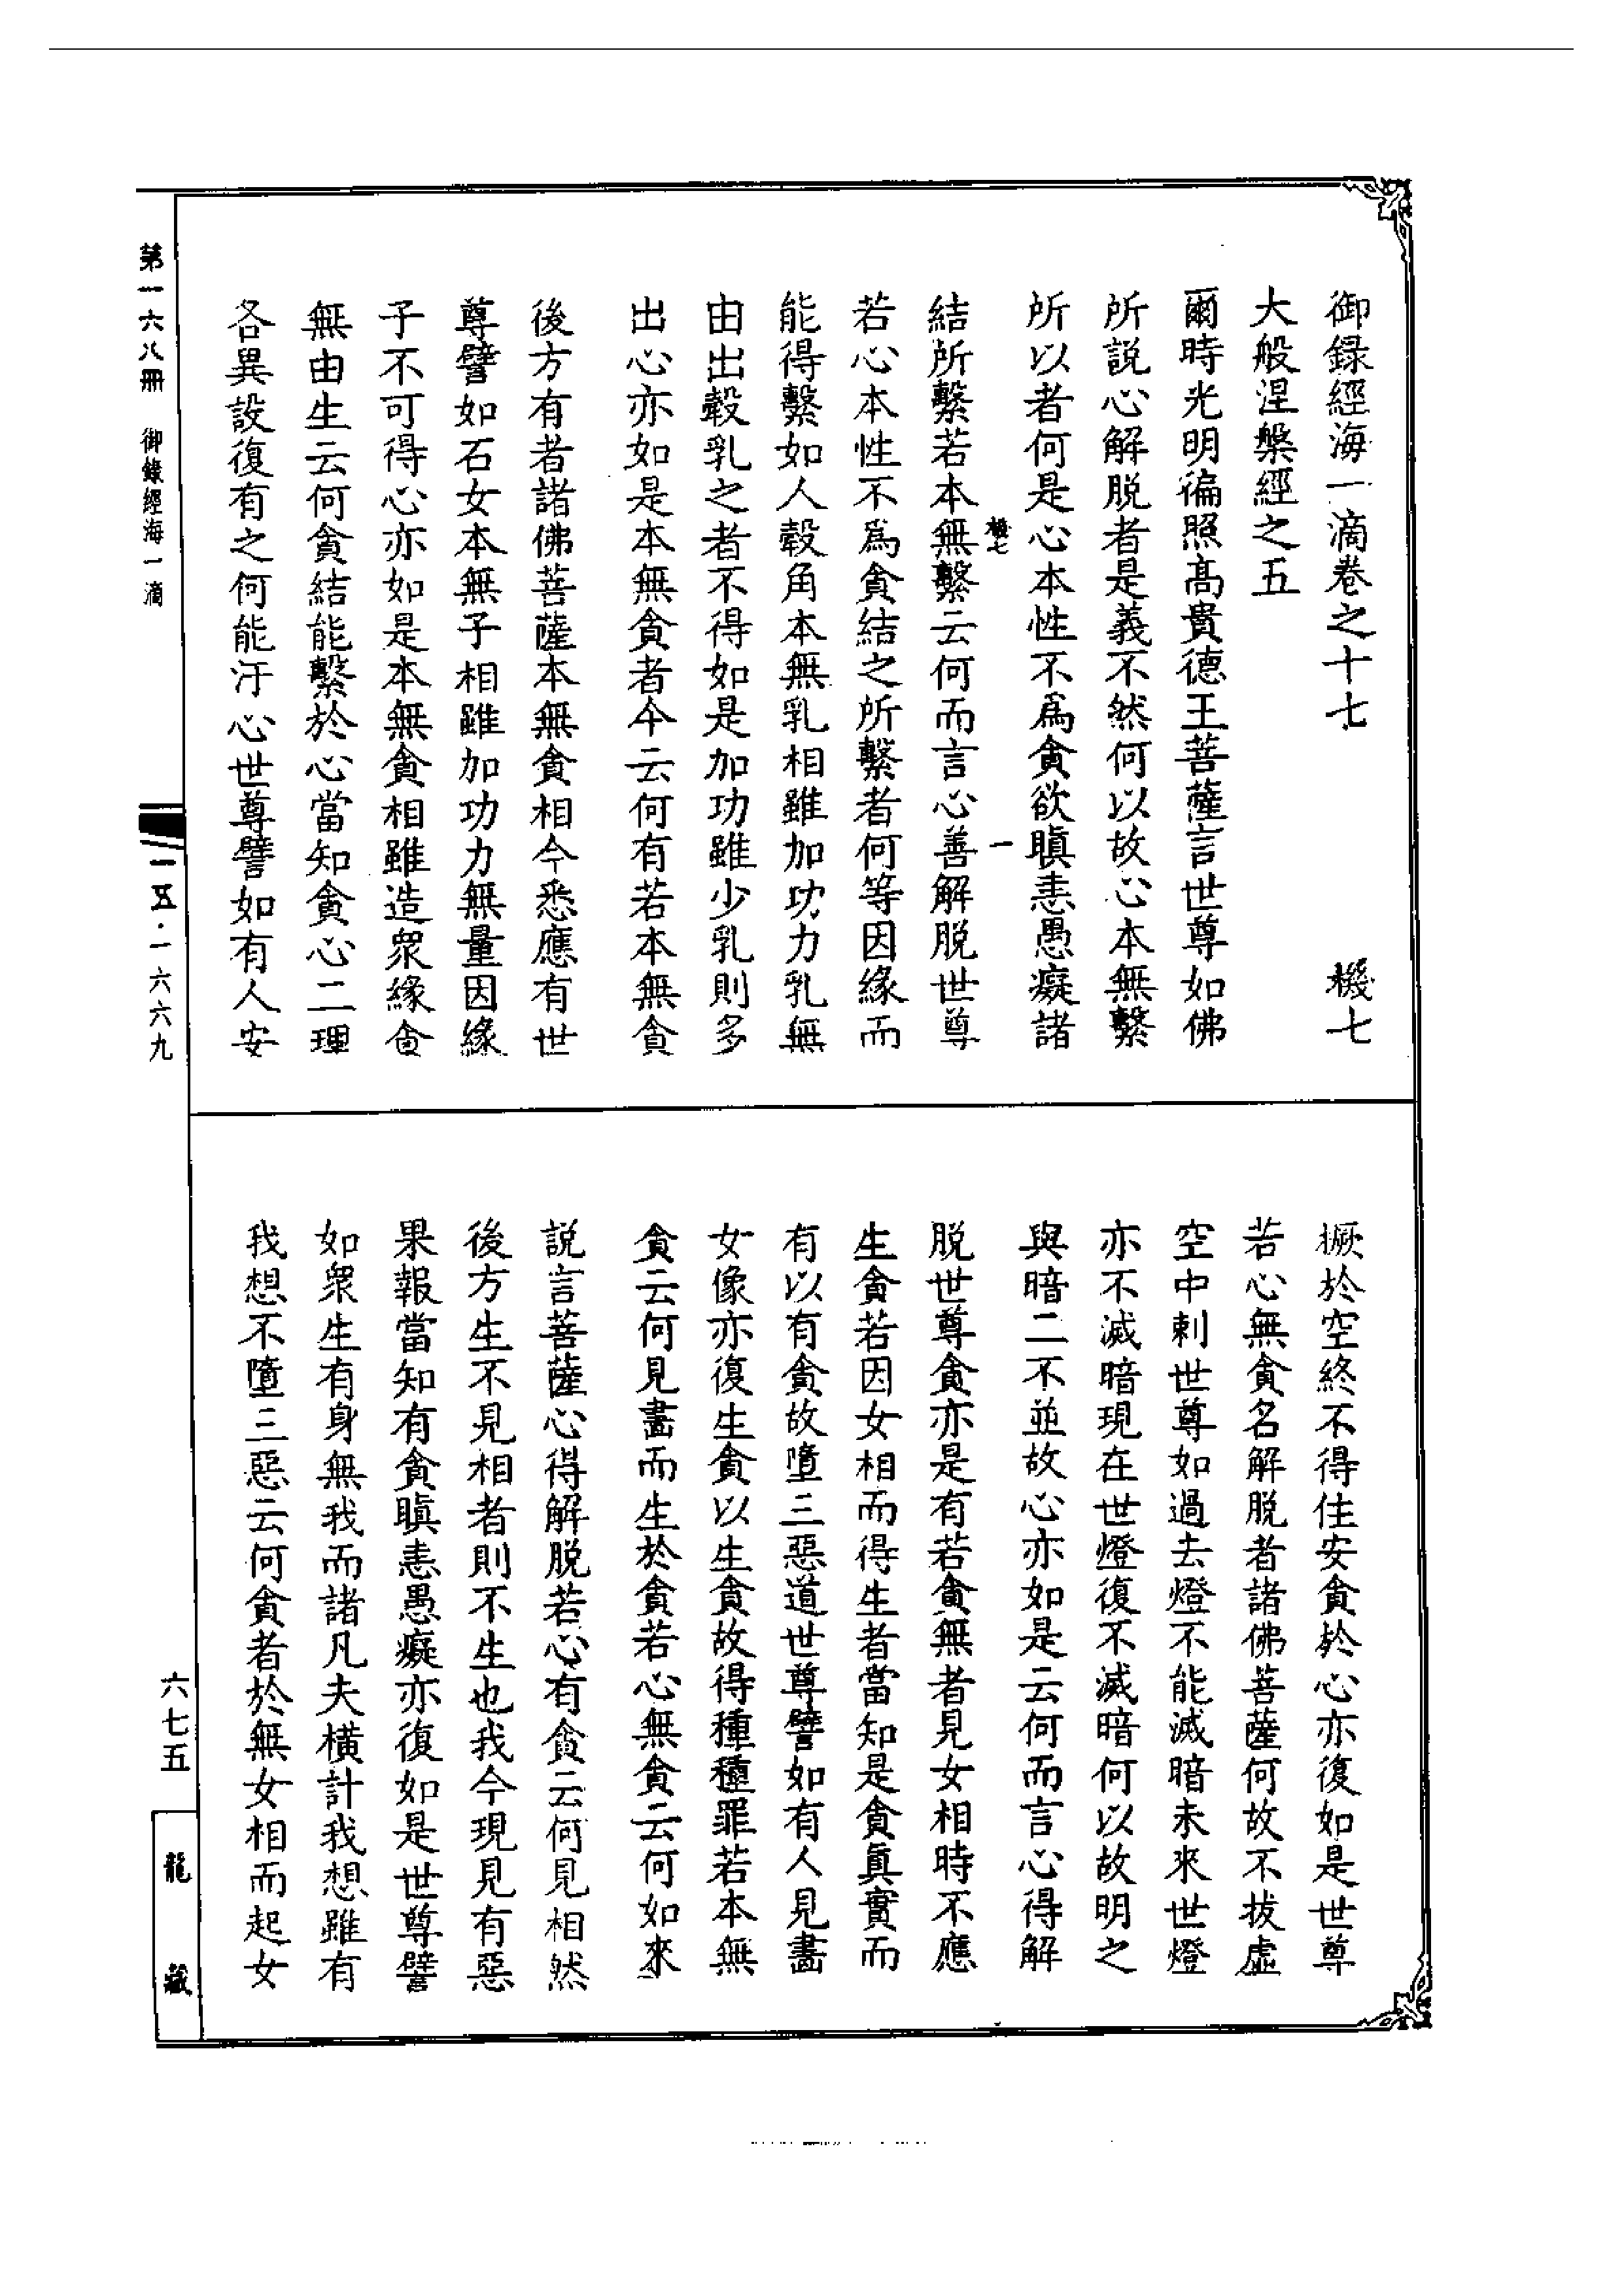 御録經海一滴卷之十七　機七
大般涅槃經之五
爾時光明徧照高貴德王菩薩言世尊如佛
所說心解脫者是義不然何以故心本無繫
所以者何是心本性不爲貪欲瞋恚愚癡諸
機七　一
結所繫若本無繫云何而言心善解脫世尊
若心本性不爲貪結之所繫者何等因緣而
能得繫如人𣫘角本無乳相雖加功力乳無
由出𣫘乳之者不得如是加功雖少乳則多
出心亦如是本無貪者今云何有若本無貪
後方有者諸佛菩薩本無貪相今悉應有世
尊譬如石女本無子相雖加功力無量因緣
子不可得心亦如是本無貪相雖造衆緣貪
無由生云何貪結能繫於心當知貪心二理
各異設復有之何能汙心世尊譬如有人安
橛於空終不得住安貪於心亦復如是世尊
若心無貪名解脫者諸佛菩薩何故不拔虛
空中刺世尊如過去燈不能滅暗未來世燈
亦不滅暗現在世燈復不滅暗何以故明之
與暗二不並故心亦如是云何而言心得解
脫世尊貪亦是有若貪無者見女相時不應
生貪若因女相而得生者當知是貪眞實而
有以有貪故墮三惡道世尊譬如有人見畫
女像亦復生貪以生貪故得種種罪若本無
貪云何見畫而生於貪若心無貪云何如來
說言菩薩心得解脫若心有貪云何見相然
後方生不見相者則不生也我今現見有惡
果報當知有貪瞋恚愚癡亦復如是世尊譬
如衆生有身無我而諸凡夫橫計我想雖有
我想不墮三惡云何貪者於無女相而起女
第一六八冊　御錄經海一滴
一五·一六六九
六七五
龍藏